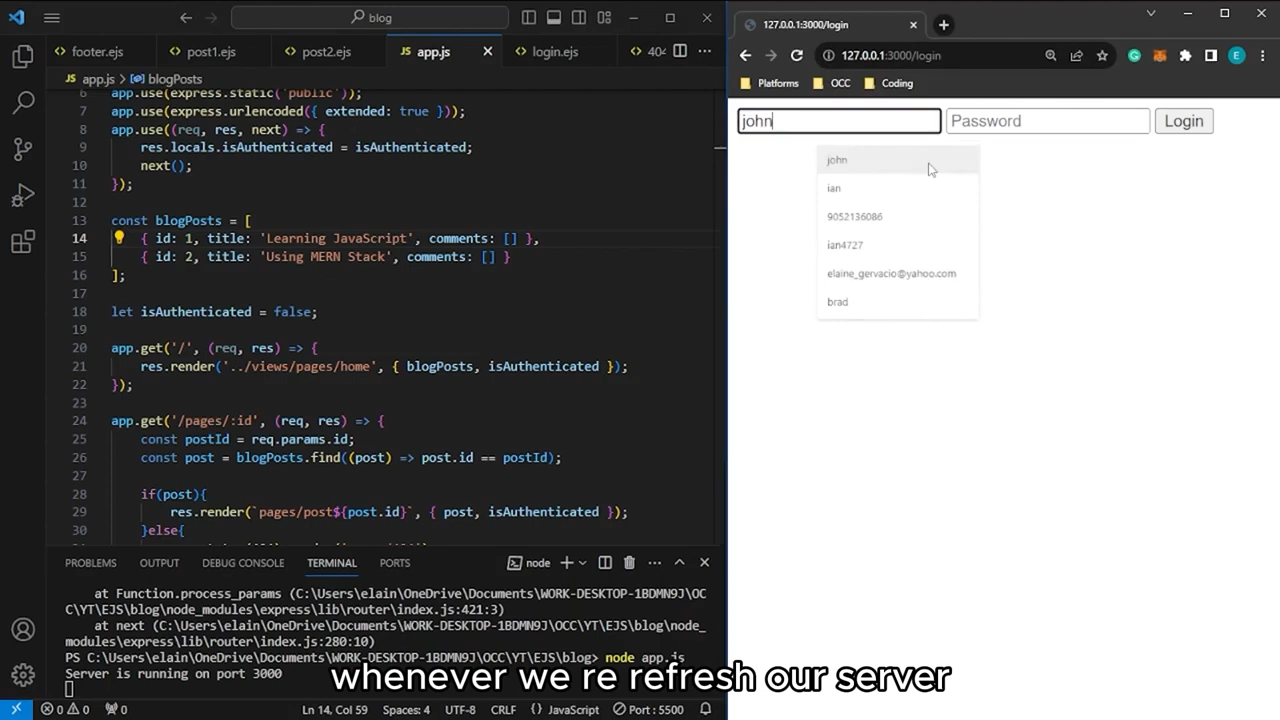 blog
footer.ejs
post1.ejs
post2.ejs
app.js
login.ejs
404
app.js > blogPosts
6 app.use(express.static('public'));
7 app.use(express.urlencoded({ extended: true }));
8 app.use((req, res, next) => {
9 res.locals.isAuthenticated = isAuthenticated;
10 next();
11 });
12
13 const blogPosts = [
14 { id: 1, title: 'Learning JavaScript', comments: [] },
15 { id: 2, title: 'Using MERN Stack', comments: [] }
16 ];
17
18 let isAuthenticated = false;
19
20 app.get('/', (req, res) => {
21 res.render('../views/pages/home', { blogPosts, isAuthenticated });
22 });
23
24 app.get('/pages/:id', (req, res) => {
25 const postId = req.params.id;
26 const post = blogPosts.find((post) => post.id == postId);
27
28 if(post){
29 res.render(`pages/post${post.id}`, { post, isAuthenticated });
30 }else{
PROBLEMS OUTPUT DEBUG CONSOLE TERMINAL PORTS
node
at Function.process_params (C:\Users\elain\OneDrive\Documents\WORK-DESKTOP-1BDMN9J\OC
C\YT\EJS\blog\node_modules\express\lib\router\index.js:421:3)
at next (C:\Users\elain\OneDrive\Documents\WORK-DESKTOP-1BDMN9J\OCC\YT\EJS\blog\node_
modules\express\lib\router\index.js:280:10)
PS C:\Users\elain\OneDrive\Documents\WORK-DESKTOP-1BDMN9J\OCC\YT\EJS\blog> node app.js
Server is running on port 3000
0 0 0 Ln 14, Col 59 Spaces: 4 UTF-8 CRLF {} JavaScript Port : 5500
127.0.0.1:3000/login
127.0.0.1:3000/login
E
Platforms OCC Coding
john Password Login
john
ian
9052136086
ian4727
elaine_gervacio@yahoo.com
brad
whenever we re refresh our server